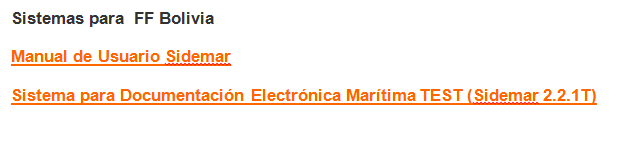 Sistemas para  FF Bolivia
Manual de Usuario Sidemar
Sistema para Documentación Electrónica Marítima TEST (Sidemar 2.2.1T)